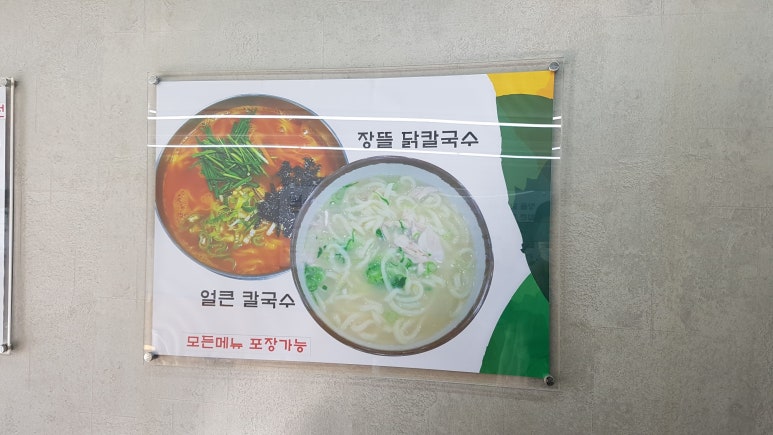 장뜰 닭칼국수
얼큰 칼국수
모든메뉴 포장가능